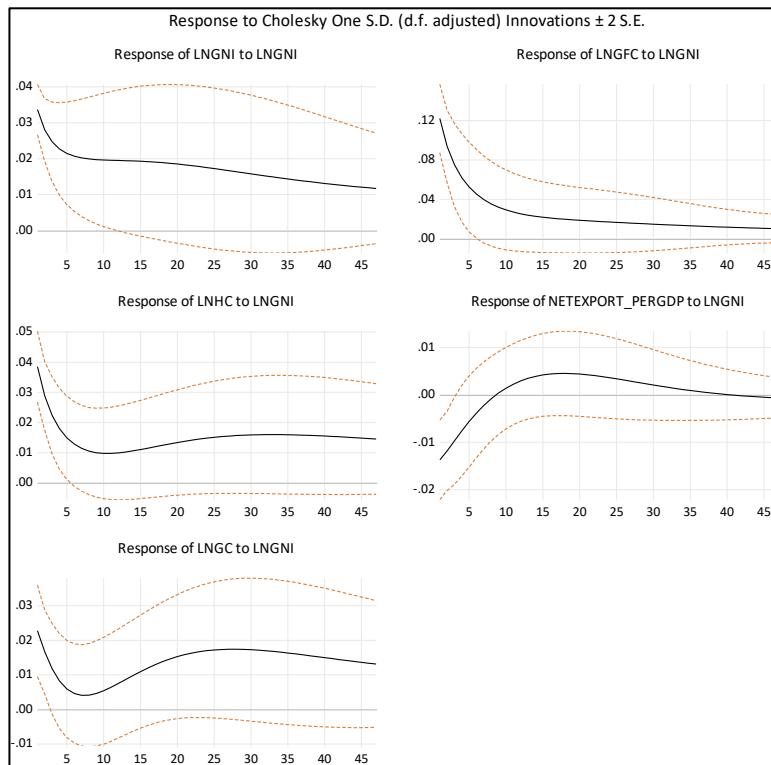 Response to Cholesky One S.D. (d.f. adjusted) Innovations ± 2 S.E.
Response of LNGNI to LNGNI
.04
.03
.02
.01
.00
5 10 15 20 25 30 35 40 45
Response of LNGFC to LNGNI
.12
.08
.04
.00
5 10 15 20 25 30 35 40 45
Response of LNHC to LNGNI
.05
.04
.03
.02
.01
.00
5 10 15 20 25 30 35 40 45
Response of NETEXPORT_PERGDP to LNGNI
.01
.00
-.01
-.02
5 10 15 20 25 30 35 40 45
Response of LNGC to LNGNI
.03
.02
.01
.00
-.01
5 10 15 20 25 30 35 40 45